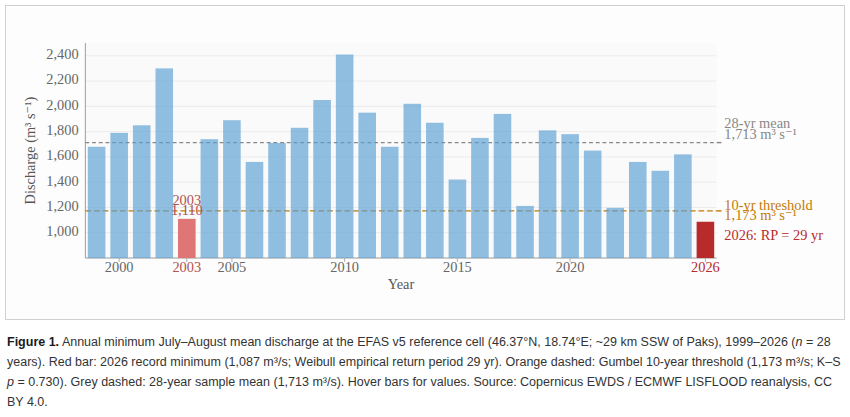 2,400
2,200
2,000
1,800
1,600
1,400
1,200
1,000
Discharge (m³ s⁻¹)
2003
1,110
28-yr mean
1,713 m³ s⁻¹
10-yr threshold
1,173 m³ s⁻¹
2026: RP = 29 yr
2000 2003 2005 2010 2015 2020 2026
Year
Figure 1. Annual minimum July–August mean discharge at the EFAS v5 reference cell (46.37°N, 18.74°E; ~29 km SSW of Paks), 1999–2026 (n = 28
years). Red bar: 2026 record minimum (1,087 m³/s; Weibull empirical return period 29 yr). Orange dashed: Gumbel 10-year threshold (1,173 m³/s; K–S
p = 0.730). Grey dashed: 28-year sample mean (1,713 m³/s). Hover bars for values. Source: Copernicus EWDS / ECMWF LISFLOOD reanalysis, CC
BY 4.0.